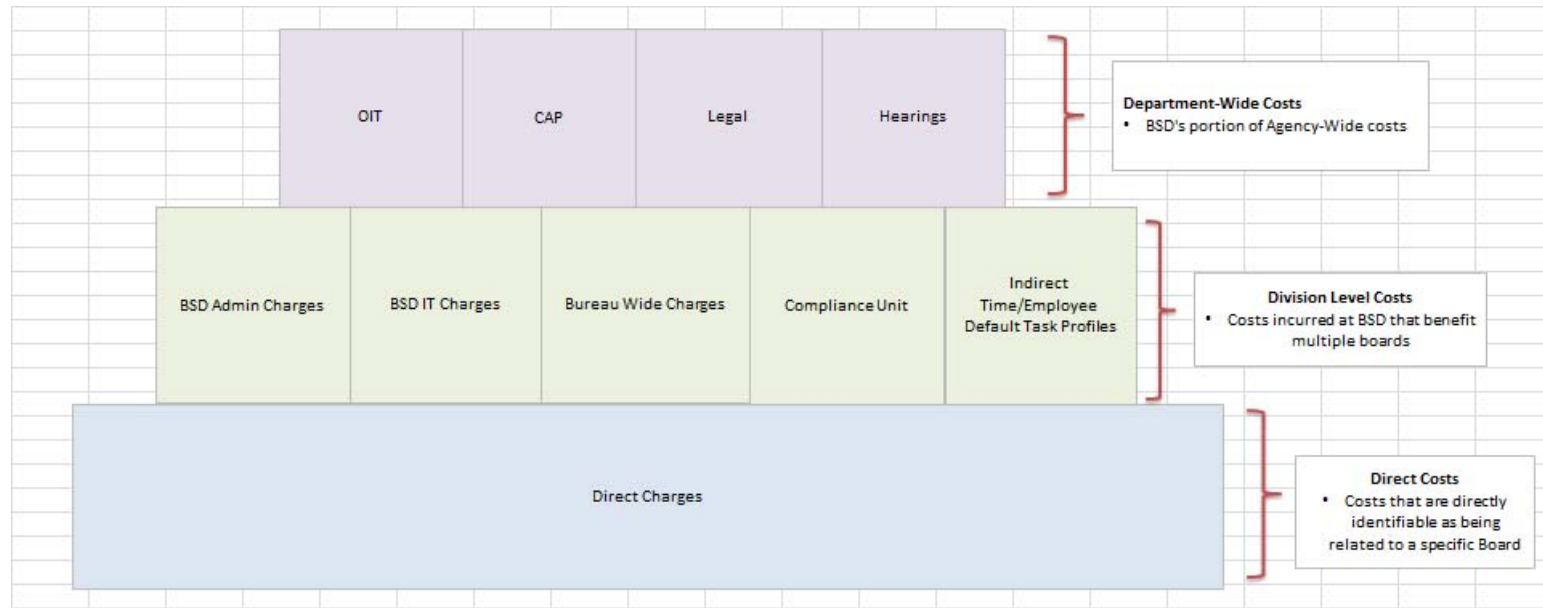 OIT
CAP
Legal
Hearings
Department-Wide Costs
• BSD's portion of Agency-Wide costs
BSD Admin Charges
BSD IT Charges
Bureau Wide Charges
Compliance Unit
Indirect
Time/Employee
Default Task Profiles
Division Level Costs
• Costs incurred at BSD that benefit
multiple boards
Direct Charges
Direct Costs
• Costs that are directly
identifiable as being
related to a specific Board